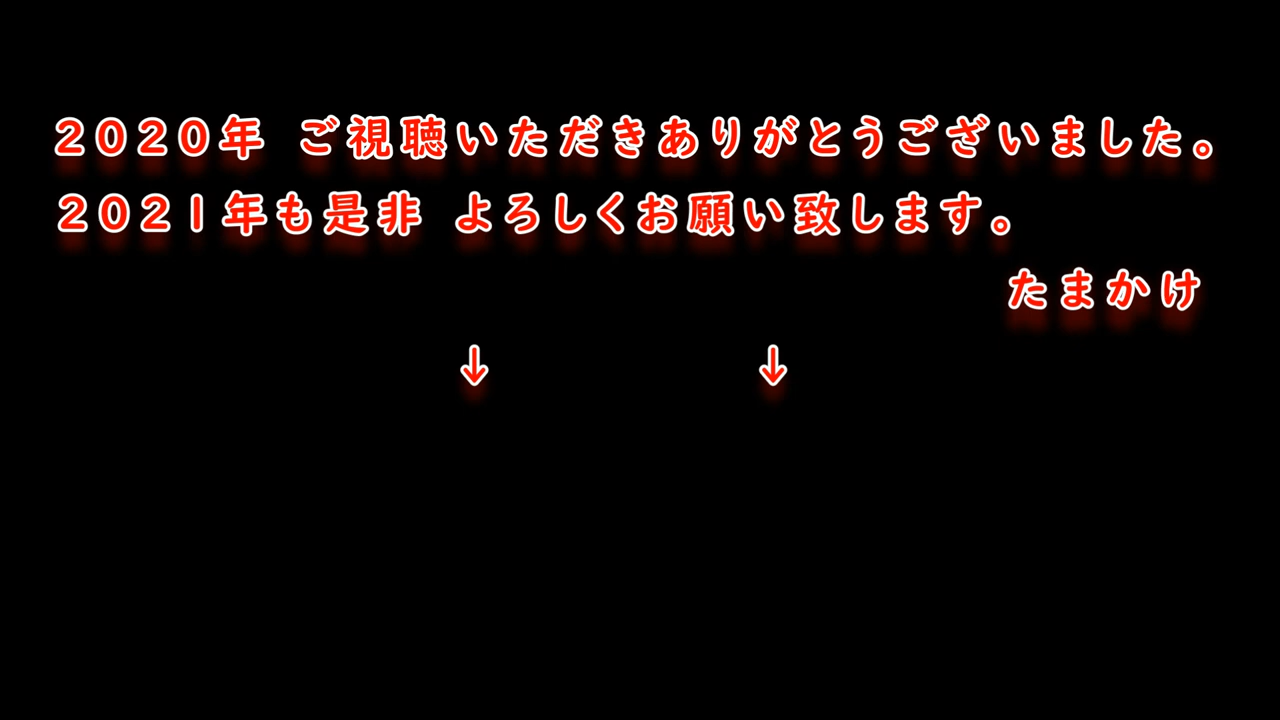 2020年 ご視聴いただきありがとうございました。
2021年も是非 よろしくお願い致します。
たまかけ
↓ ↓